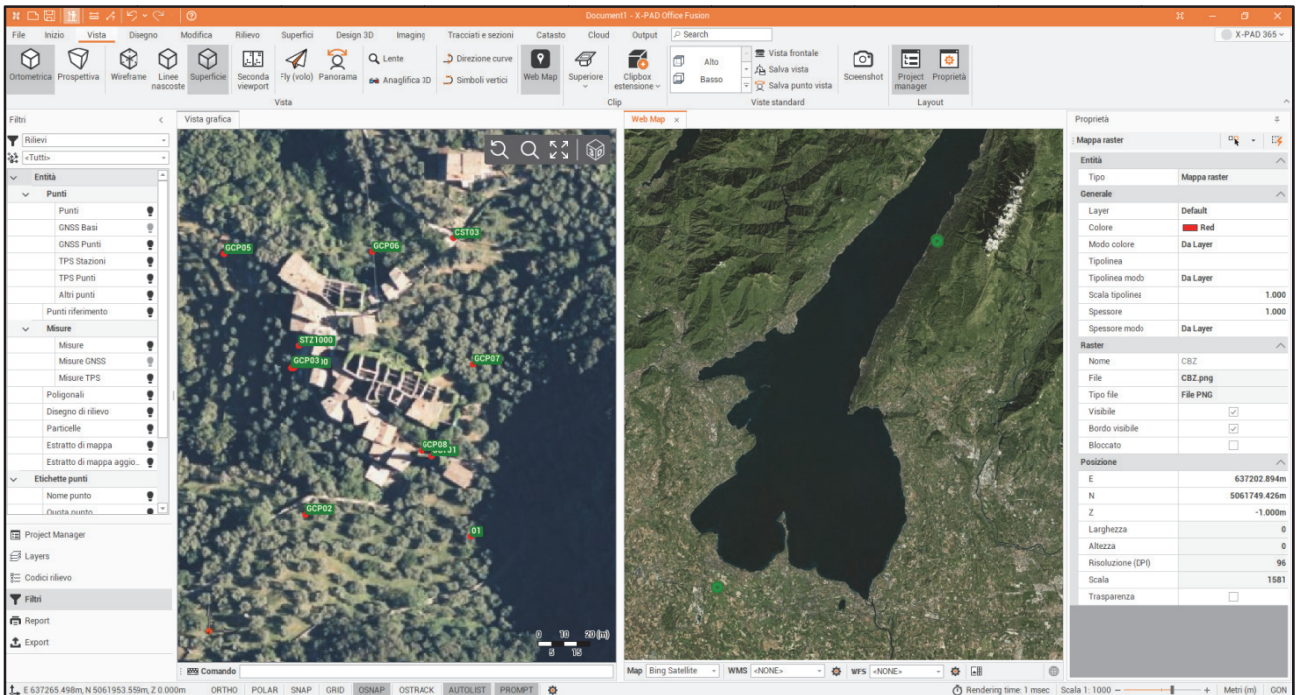 Document1 - X-PAD Office Fusion
File Inizio Vista Disegno Modifica Rilievo Superfici Design 3D Imaging Tracciati e sezioni Catasto Cloud Output Search X-PAD 365
Ortometrica Prospettiva Wireframe Linee nascoste Superficie Seconda viewport Fly (volo) Panorama
Lente
Anaglifica 3D
Direzione curve
Simboli vertici
Web Map Superiore Clipbox estensione
Alto
Basso
Vista frontale
Salva vista
Salva punto vista
Screenshot Project manager Proprietà
Vista Clip Viste standard Layout
Filtri
Rilievi
<Tutti>
Entità
Punti
Punti
GNSS Basi
GNSS Punti
TPS Stazioni
TPS Punti
Altri punti
Punti riferimento
Misure
Misure
Misure GNSS
Misure TPS
Poligonali
Disegno di rilievo
Particelle
Estratto di mappa
Estratto di mappa aggio..
Etichette punti
Nome punto
Quota punto
Project Manager
Layers
Codici rilievo
Filtri
Report
Export
Vista grafica
3D
CST03
GCP05
GCP06
STZ1000
GCP03
GCP07
GCP08
GCP02
01
0 10 20 (m)
5 15
Comando
Web Map
Map Bing Satellite WMS <NONE> WFS <NONE>
Proprietà
Mappa raster
Entità
Tipo Mappa raster
Generale
Layer Default
Colore Red
Modo colore Da Layer
Tipolinea
Tipolinea modo Da Layer
Scala tipolinea 1.000
Spessore 1.000
Spessore modo Da Layer
Raster
Nome CBZ
File CBZ.png
Tipo file File PNG
Visibile
Bordo visibile
Bloccato
Posizione
E 637202.894m
N 5061749.426m
Z -1.000m
Larghezza 0
Altezza 0
Risoluzione (DPI) 96
Scala 1581
Trasparenza
E 637265.498m, N 5061953.559m, Z 0.000m ORTHO POLAR SNAP GRID OSNAP OSTRACK AUTOLIST PROMPT Rendering time: 1 msec Scala 1: 1000 Metri (m) GON